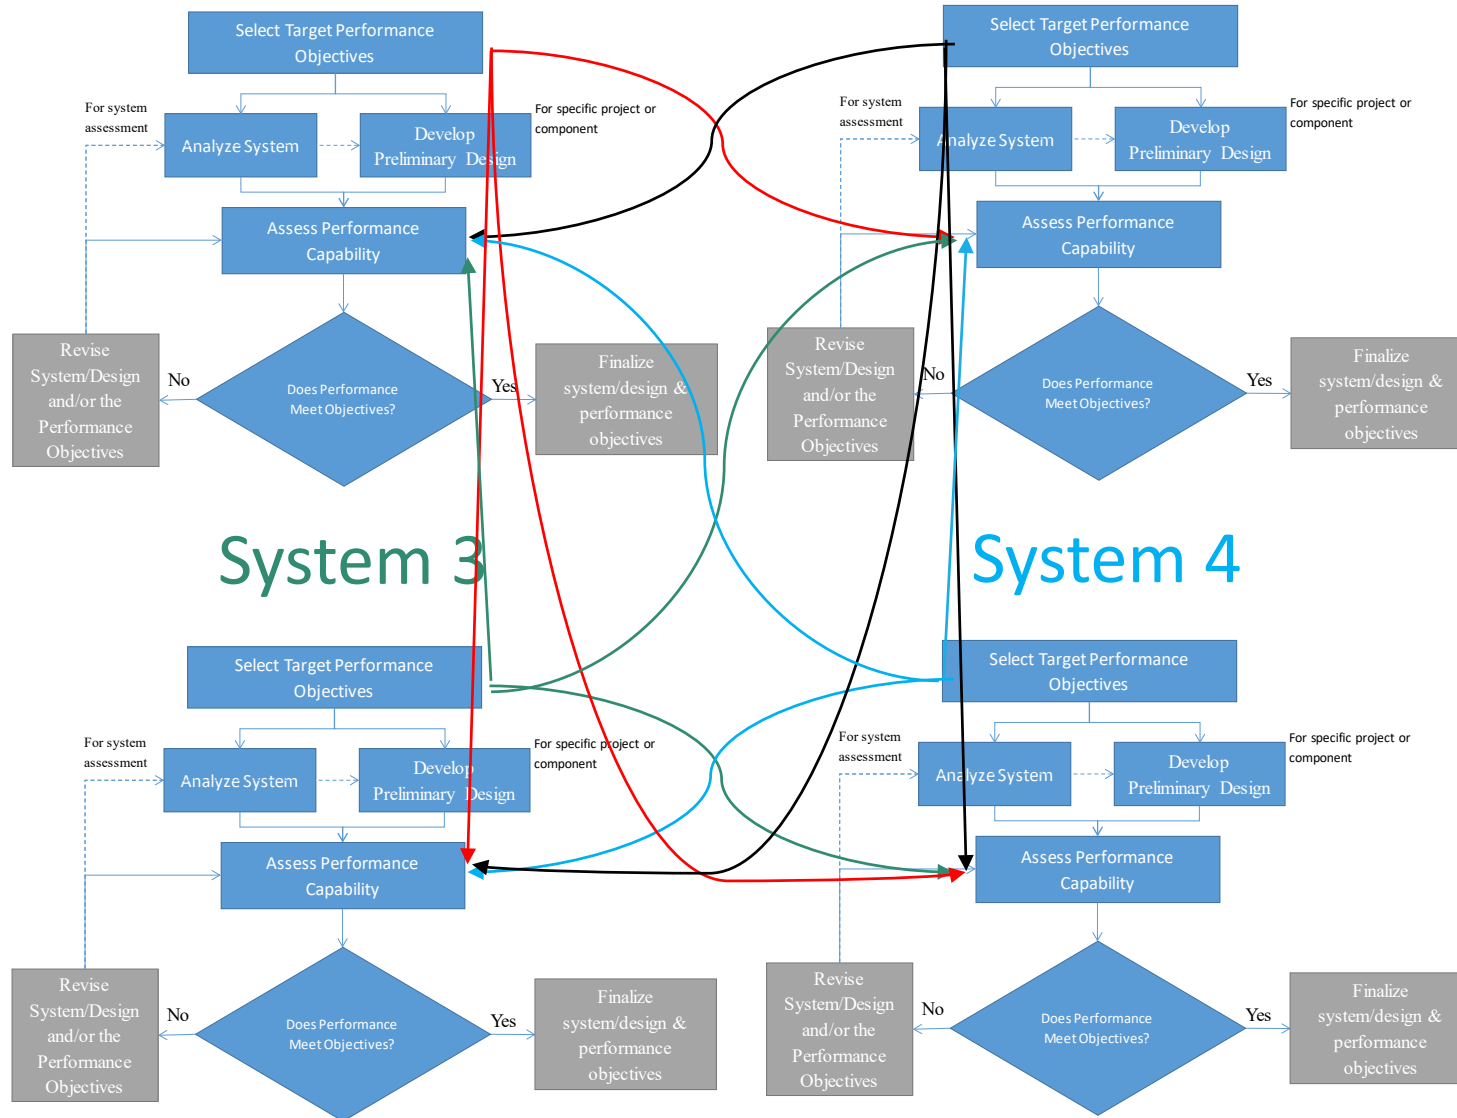 Select Target Performance
Objectives
For system
assessment
Analyze System
Develop
Preliminary Design
For specific project or
component
Assess Performance
Capability
Revise
System/Design
and/or the
Performance
Objectives
No
Does Performance
Meet Objectives?
Yes
Finalize
system/design &
performance
objectives
Select Target Performance
Objectives
For system
assessment
Analyze System
Develop
Preliminary Design
For specific project or
component
Assess Performance
Capability
Revise
System/Design
and/or the
Performance
Objectives
No
Does Performance
Meet Objectives?
Yes
Finalize
system/design &
performance
objectives
System 3
System 4
Select Target Performance
Objectives
For system
assessment
Analyze System
Develop
Preliminary Design
For specific project or
component
Assess Performance
Capability
Revise
System/Design
and/or the
Performance
Objectives
No
Does Performance
Meet Objectives?
Yes
Finalize
system/design &
performance
objectives
Select Target Performance
Objectives
For system
assessment
Analyze System
Develop
Preliminary Design
For specific project or
component
Assess Performance
Capability
Revise
System/Design
and/or the
Performance
Objectives
No
Does Performance
Meet Objectives?
Yes
Finalize
system/design &
performance
objectives